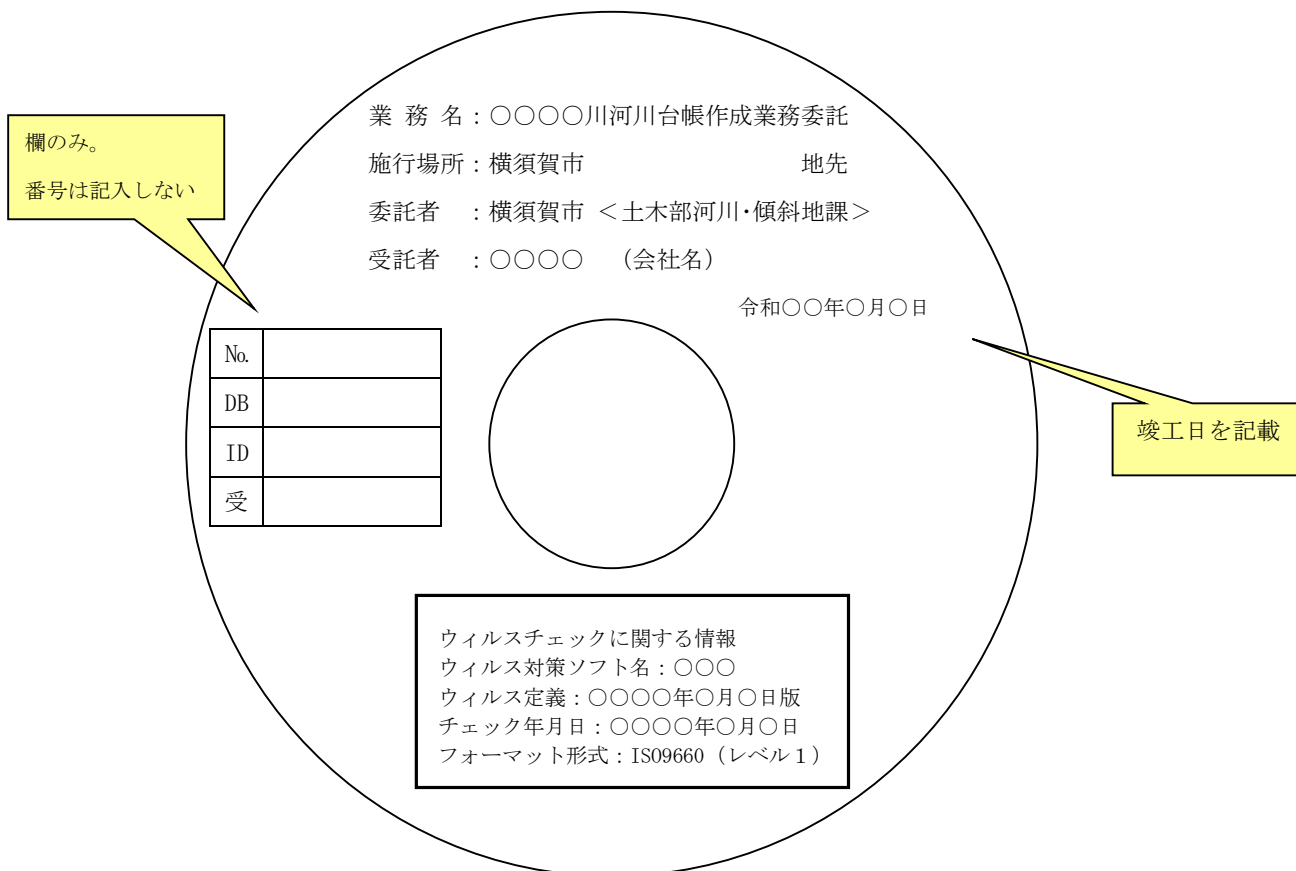 業 務 名：○○○○川河川台帳作成業務委託
施行場所：横須賀市　　　　　　　　　地先
委託者　：横須賀市 ＜土木部河川・傾斜地課＞
受託者　：○○○○　（会社名）
令和○○年○月○日
欄のみ。
番号は記入しない
竣工日を記載
№
DB
ID
受
ウィルスチェックに関する情報
ウィルス対策ソフト名：○○○
ウィルス定義：○○○○年○月○日版
チェック年月日：○○○○年○月○日
フォーマット形式：ISO9660（レベル１）